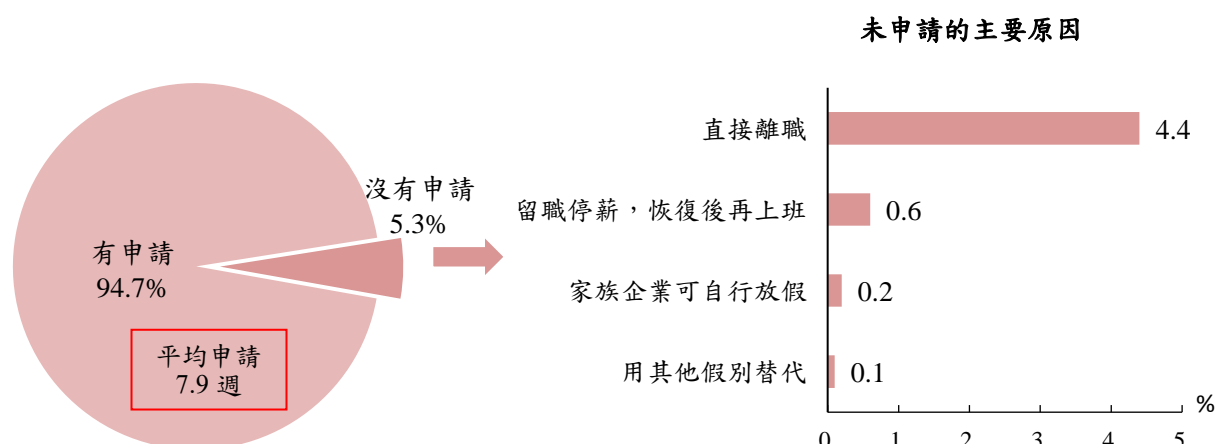 未申請的主要原因
有申請
94.7%
平均申請
7.9 週
沒有申請
5.3%
直接離職
4.4
留職停薪，恢復後再上班
0.6
家族企業可自行放假
0.2
用其他假別替代
0.1
0 1 2 3 4 5
%